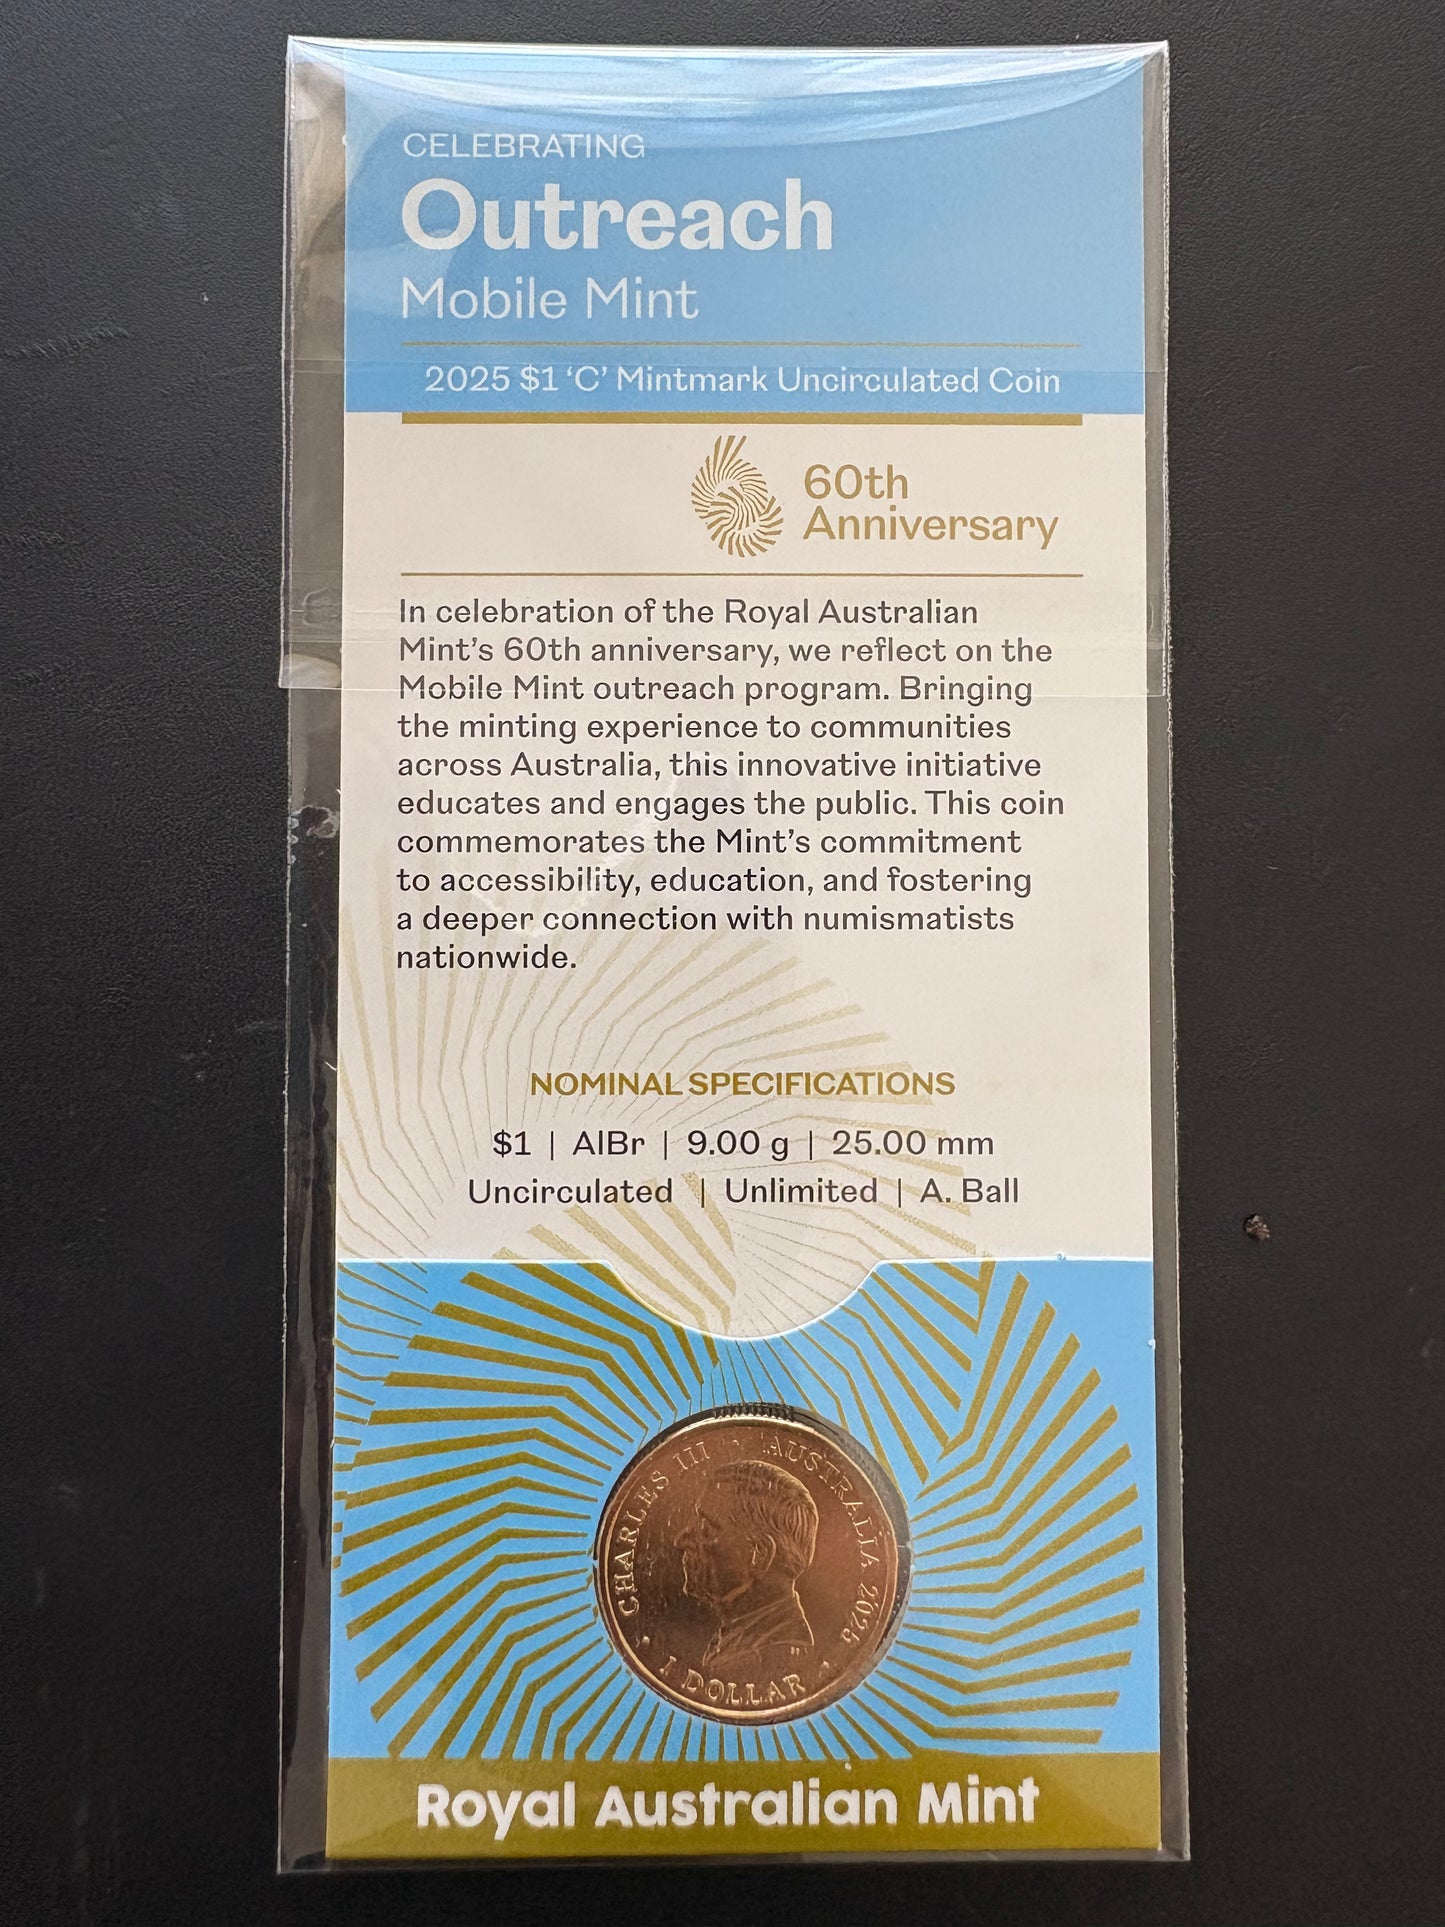 CELEBRATING
Outreach
Mobile Mint
2025 $1 ‘C’ Mintmark Uncirculated Coin
60th
Anniversary
In celebration of the Royal Australian
Mint’s 60th anniversary, we reflect on the
Mobile Mint outreach program. Bringing
the minting experience to communities
across Australia, this innovative initiative
educates and engages the public. This coin
commemorates the Mint’s commitment
to accessibility, education, and fostering
a deeper connection with numismatists
nationwide.
NOMINAL SPECIFICATIONS
$1 | AlBr | 9.00 g | 25.00 mm
Uncirculated | Unlimited | A. Ball
CHARLES III • AUSTRALIA 2025
• 1 DOLLAR •
Royal Australian Mint